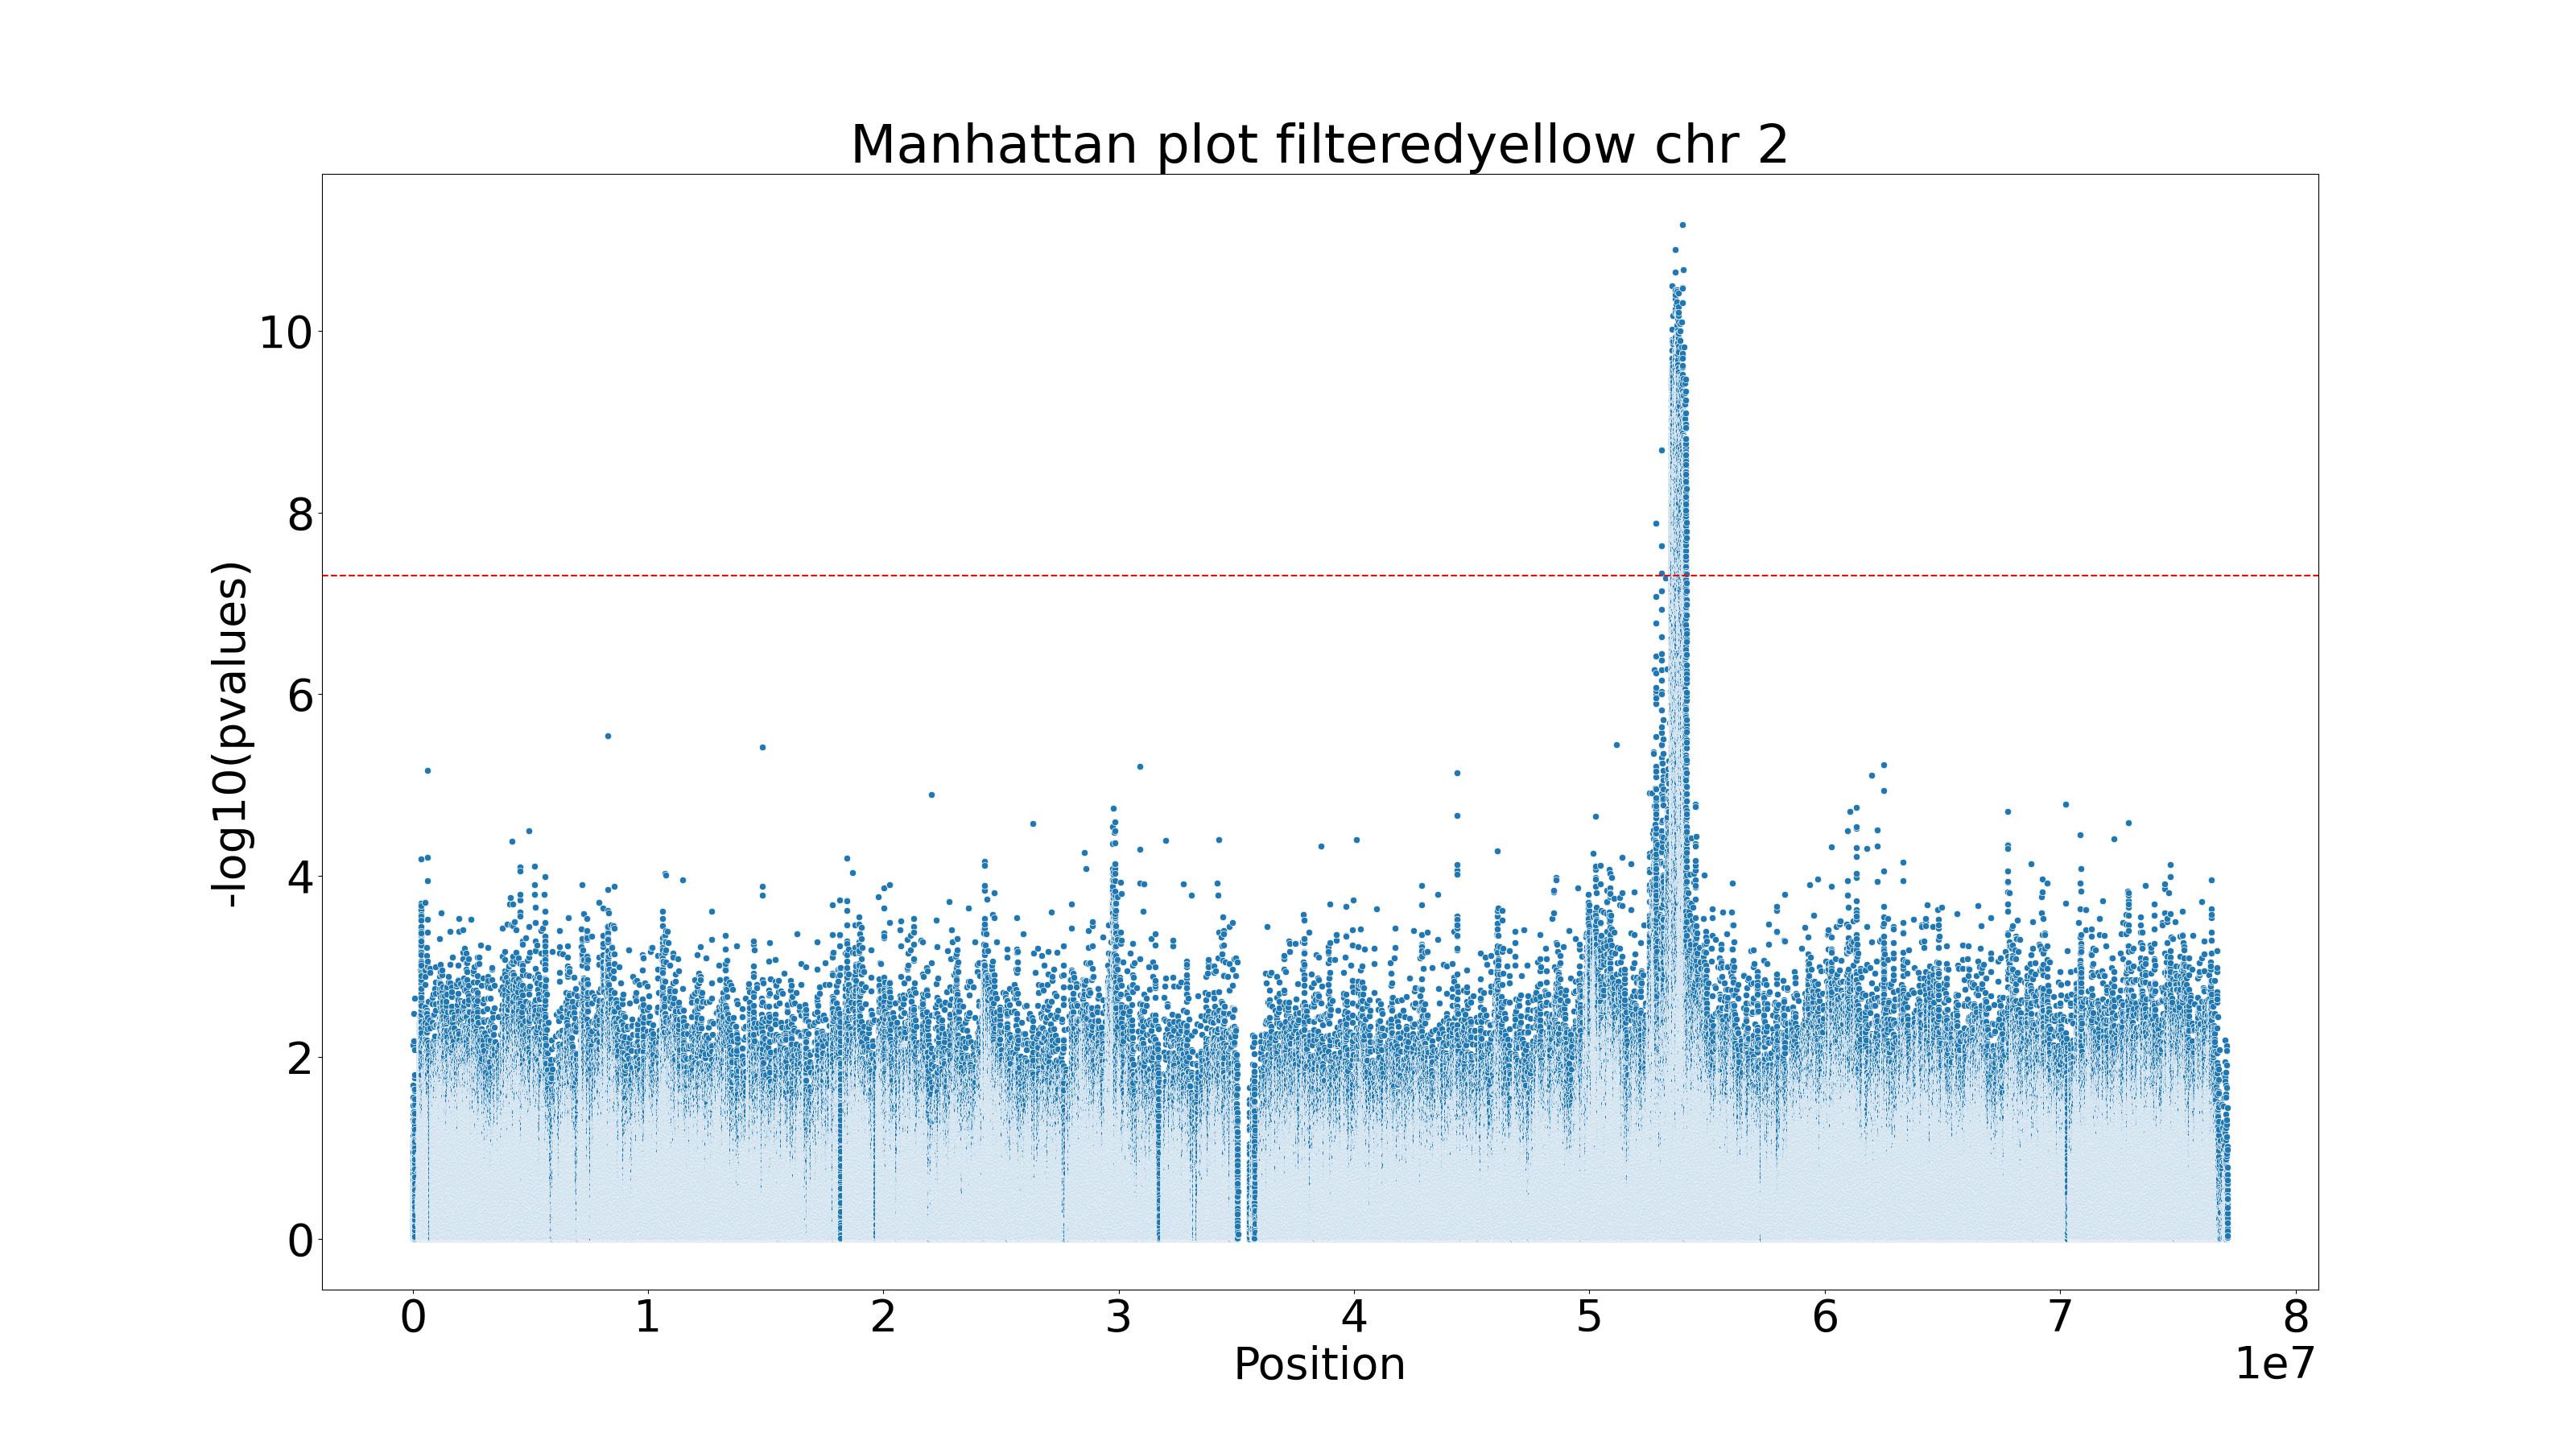 Manhattan plot filteredyellow chr 2
-log10(pvalues)
10
8
6
4
2
0
0 1 2 3 4 5 6 7 8
Position
1e7